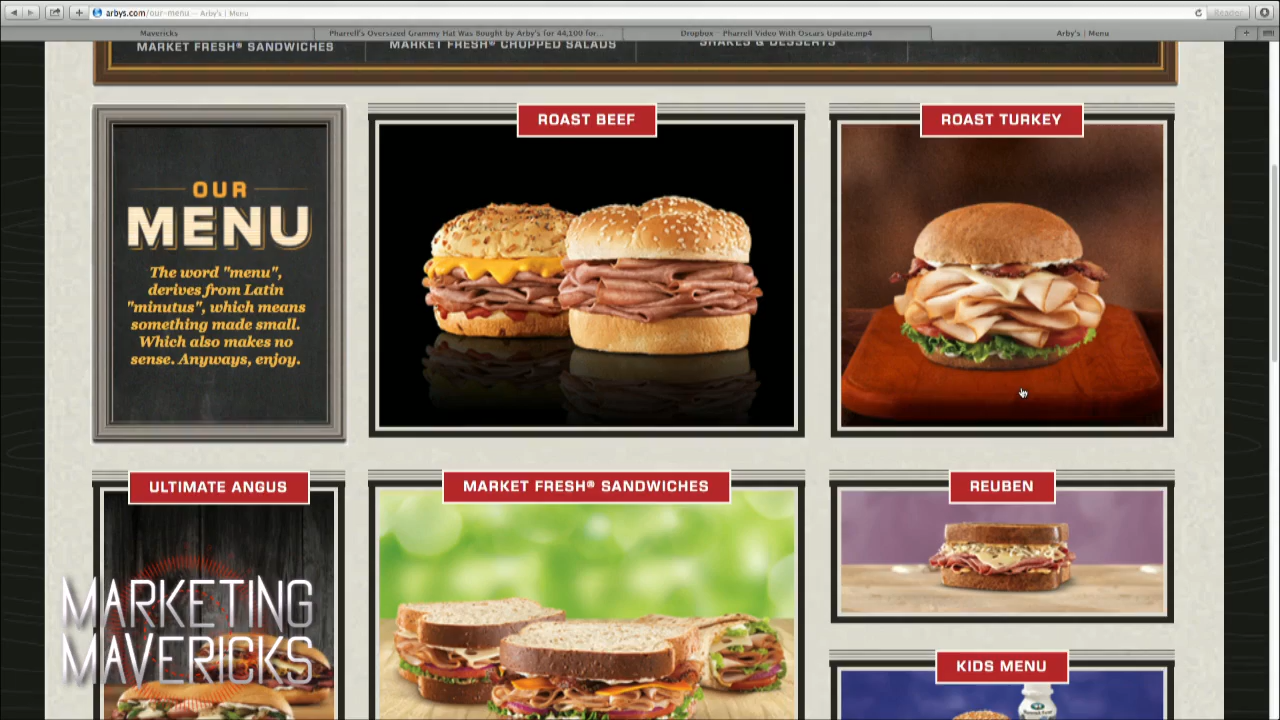 arbys.com/our-menu — Arby's | Menu
Reader
Mavericks
Pharrell's Oversized Grammy Hat Was Bought by Arby's for 44,100 for...
Dropbox – Pharrell Video With Oscars Update.mp4
Arby's | Menu
MARKET FRESH® SANDWICHES
MARKET FRESH® CHOPPED SALADS
SHAKES & DESSERTS
OUR
MENU
The word "menu",
derives from Latin
"minutus", which means
something made small.
Which also makes no
sense. Anyways, enjoy.
ROAST BEEF
ROAST TURKEY
ULTIMATE ANGUS
MARKET FRESH® SANDWICHES
REUBEN
KIDS MENU
MARKETING
MAVERICKS